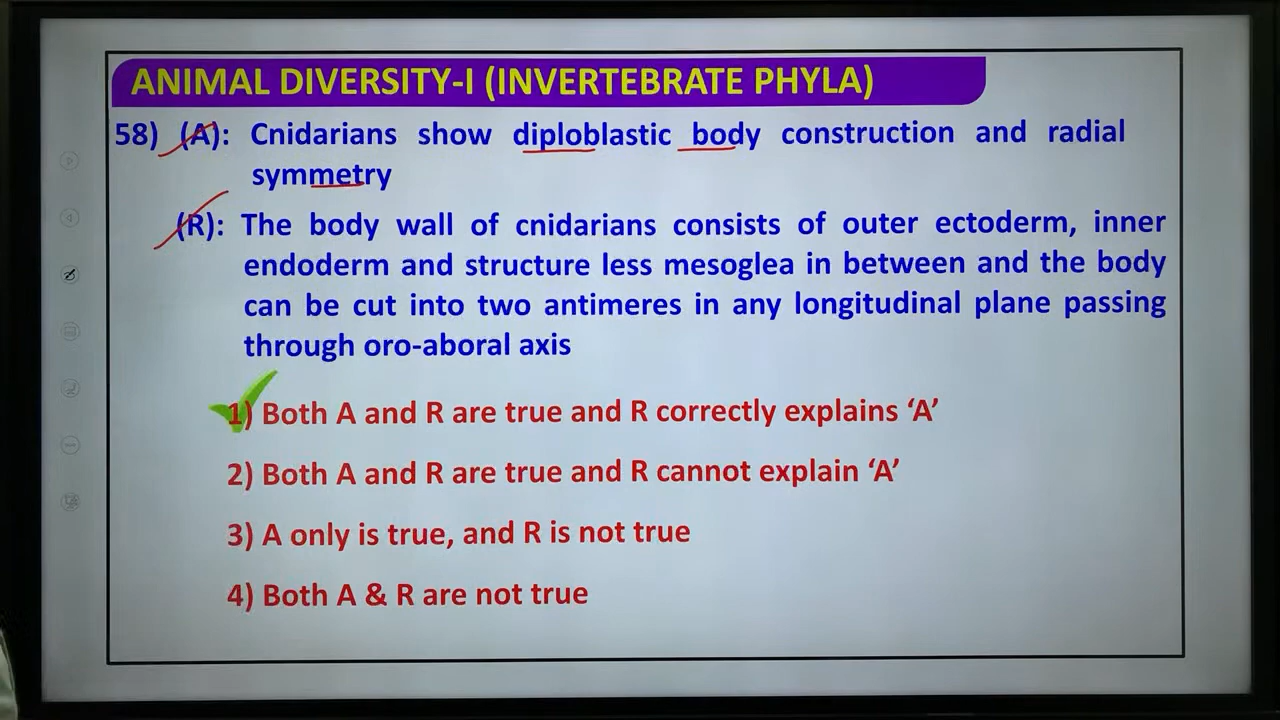 ANIMAL DIVERSITY-I (INVERTEBRATE PHYLA)
58) (A): Cnidarians show diploblastic body construction and radial
symmetry
(R): The body wall of cnidarians consists of outer ectoderm, inner
endoderm and structure less mesoglea in between and the body
can be cut into two antimeres in any longitudinal plane passing
through oro-aboral axis
1) Both A and R are true and R correctly explains ‘A’
2) Both A and R are true and R cannot explain ‘A’
3) A only is true, and R is not true
4) Both A & R are not true